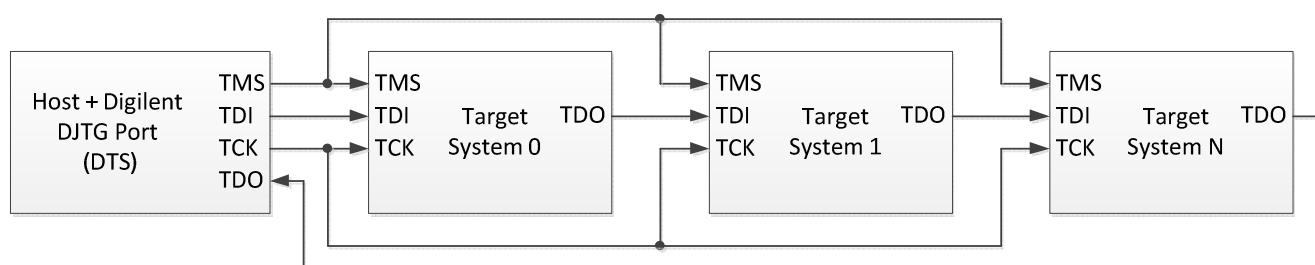 Host + Digilent
DJTG Port
(DTS)
TMS
TDI
TCK
TDO
TMS
TDI
TCK
Target
System 0
TDO
TMS
TDI
TCK
Target
System 1
TDO
TMS
TDI
TCK
Target
System N
TDO